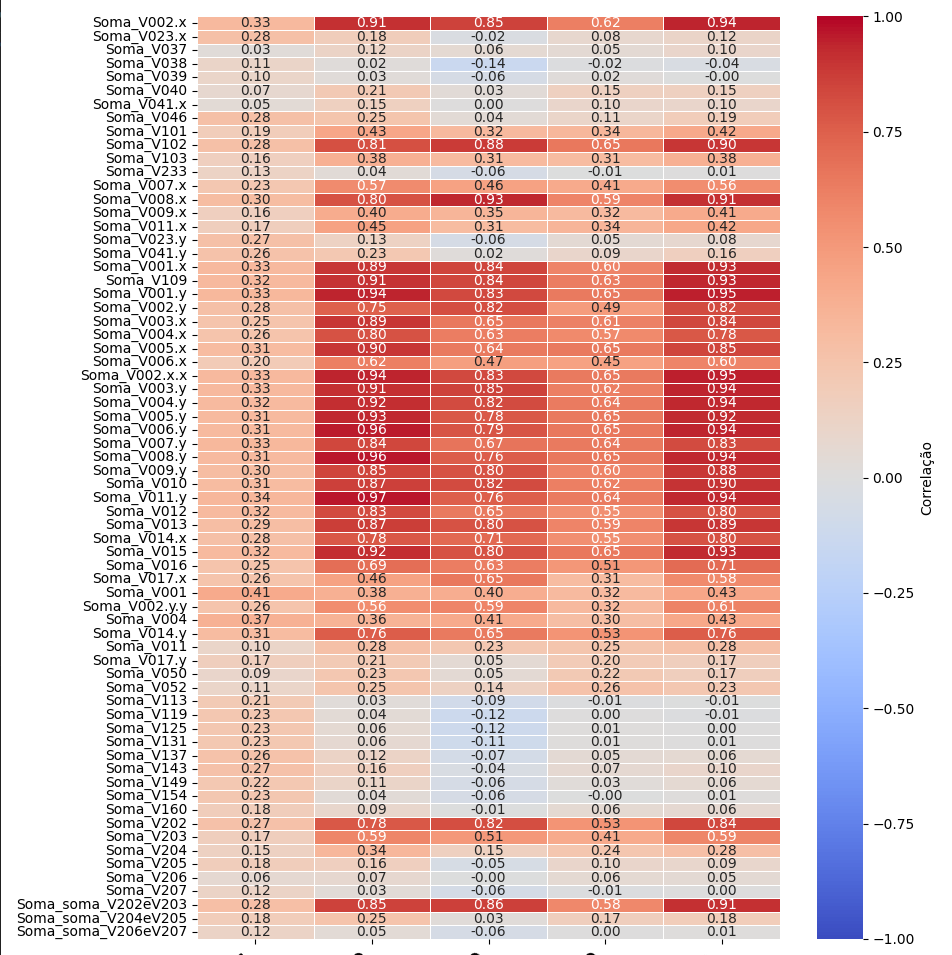 Soma_V002.x 0.33 0.91 0.85 0.62 0.94
Soma_V023.x 0.28 0.18 -0.02 0.08 0.12
Soma_V037 0.03 0.12 0.06 0.05 0.10
Soma_V038 0.11 0.02 -0.14 -0.02 -0.04
Soma_V039 0.10 0.03 -0.06 0.02 -0.00
Soma_V040 0.07 0.21 0.03 0.15 0.15
Soma_V041.x 0.05 0.15 0.00 0.10 0.10
Soma_V046 0.28 0.25 0.04 0.11 0.19
Soma_V101 0.19 0.43 0.32 0.34 0.42
Soma_V102 0.28 0.81 0.88 0.65 0.90
Soma_V103 0.16 0.38 0.31 0.31 0.38
Soma_V233 0.13 0.04 -0.06 -0.01 0.01
Soma_V007.x 0.23 0.57 0.46 0.41 0.56
Soma_V008.x 0.30 0.80 0.93 0.59 0.91
Soma_V009.x 0.16 0.40 0.35 0.32 0.41
Soma_V011.x 0.17 0.45 0.31 0.34 0.42
Soma_V023.y 0.27 0.13 -0.06 0.05 0.08
Soma_V041.y 0.26 0.23 0.02 0.09 0.16
Soma_V001.x 0.33 0.89 0.84 0.60 0.93
Soma_V109 0.32 0.91 0.84 0.63 0.93
Soma_V001.y 0.33 0.94 0.83 0.65 0.95
Soma_V002.y 0.28 0.75 0.82 0.49 0.82
Soma_V003.x 0.25 0.89 0.65 0.61 0.84
Soma_V004.x 0.26 0.80 0.63 0.57 0.78
Soma_V005.x 0.31 0.90 0.64 0.65 0.85
Soma_V006.x 0.20 0.62 0.47 0.45 0.60
Soma_V002.x.x 0.33 0.94 0.83 0.65 0.95
Soma_V003.y 0.33 0.91 0.85 0.62 0.94
Soma_V004.y 0.32 0.92 0.82 0.64 0.94
Soma_V005.y 0.31 0.93 0.78 0.65 0.92
Soma_V006.y 0.31 0.96 0.79 0.65 0.94
Soma_V007.y 0.33 0.84 0.67 0.64 0.83
Soma_V008.y 0.31 0.96 0.76 0.65 0.94
Soma_V009.y 0.30 0.85 0.80 0.60 0.88
Soma_V010 0.31 0.87 0.82 0.62 0.90
Soma_V011.y 0.34 0.97 0.76 0.64 0.94
Soma_V012 0.32 0.83 0.65 0.55 0.80
Soma_V013 0.29 0.87 0.80 0.59 0.89
Soma_V014.x 0.28 0.78 0.71 0.55 0.80
Soma_V015 0.32 0.92 0.80 0.65 0.93
Soma_V016 0.25 0.69 0.63 0.51 0.71
Soma_V017.x 0.26 0.46 0.65 0.31 0.58
Soma_V001 0.41 0.38 0.40 0.32 0.43
Soma_V002.y.y 0.26 0.56 0.59 0.32 0.61
Soma_V004 0.37 0.36 0.41 0.30 0.43
Soma_V014.y 0.31 0.76 0.65 0.53 0.76
Soma_V011 0.10 0.28 0.23 0.25 0.28
Soma_V017.y 0.17 0.21 0.05 0.20 0.17
Soma_V050 0.09 0.23 0.05 0.22 0.17
Soma_V052 0.11 0.25 0.14 0.26 0.23
Soma_V113 0.21 0.03 -0.09 -0.01 -0.01
Soma_V119 0.23 0.04 -0.12 0.00 -0.01
Soma_V125 0.23 0.06 -0.12 0.01 0.00
Soma_V131 0.23 0.06 -0.11 0.01 0.01
Soma_V137 0.26 0.12 -0.07 0.05 0.06
Soma_V143 0.27 0.16 -0.04 0.07 0.10
Soma_V149 0.22 0.11 -0.06 0.03 0.06
Soma_V154 0.23 0.04 -0.06 -0.00 0.01
Soma_V160 0.18 0.09 -0.01 0.06 0.06
Soma_V202 0.27 0.78 0.82 0.53 0.84
Soma_V203 0.17 0.59 0.51 0.41 0.59
Soma_V204 0.15 0.34 0.15 0.24 0.28
Soma_V205 0.18 0.16 -0.05 0.10 0.09
Soma_V206 0.06 0.07 -0.00 0.06 0.05
Soma_V207 0.12 0.03 -0.06 -0.01 0.00
Soma_soma_V202eV203 0.28 0.85 0.86 0.58 0.91
Soma_soma_V204eV205 0.18 0.25 0.03 0.17 0.18
Soma_soma_V206eV207 0.12 0.05 -0.06 0.00 0.01
1.00
0.75
0.50
0.25
0.00
−0.25
−0.50
−0.75
−1.00
Correlação